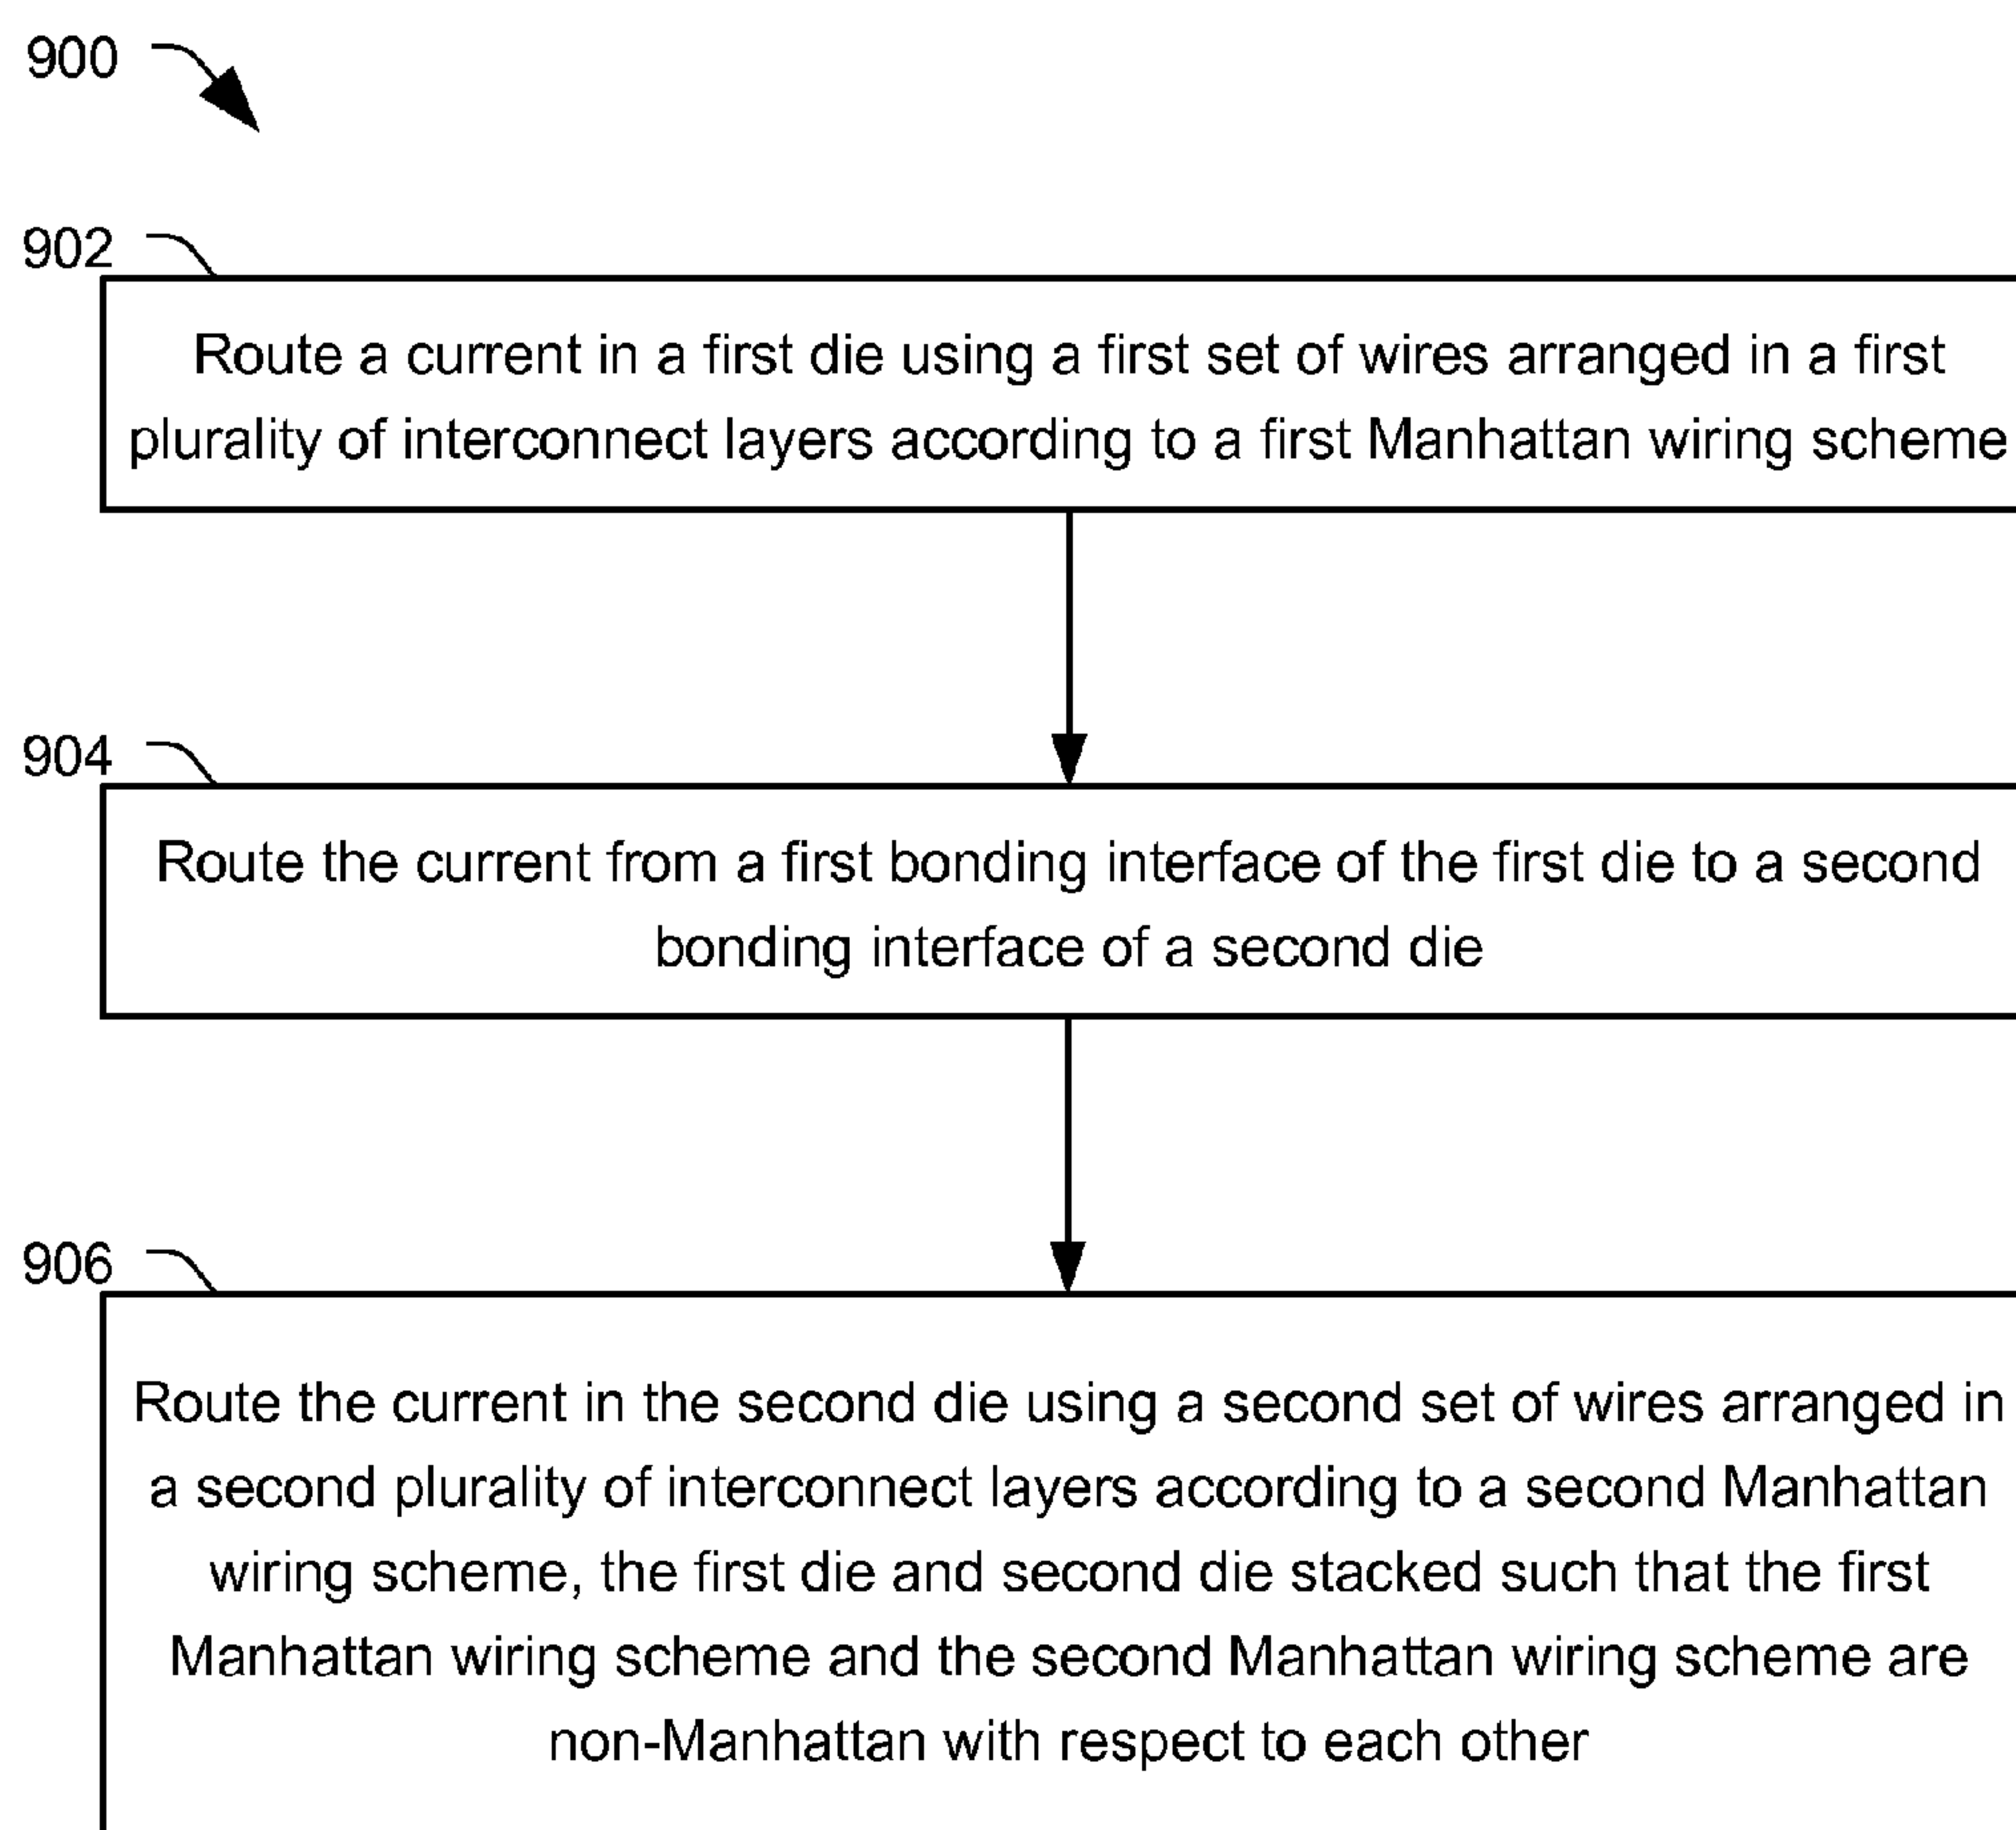 900
902
Route a current in a first die using a first set of wires arranged in a first
plurality of interconnect layers according to a first Manhattan wiring scheme
904
Route the current from a first bonding interface of the first die to a second
bonding interface of a second die
906
Route the current in the second die using a second set of wires arranged in
a second plurality of interconnect layers according to a second Manhattan
wiring scheme, the first die and second die stacked such that the first
Manhattan wiring scheme and the second Manhattan wiring scheme are
non-Manhattan with respect to each other